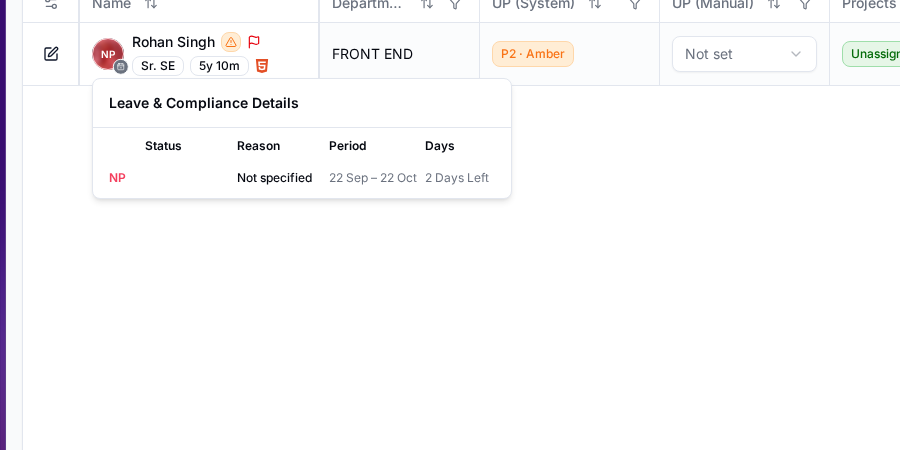 Name Departm... UP (System) UP (Manual) Projects
NP Rohan Singh FRONT END P2 · Amber Not set Unassign
Sr. SE 5y 10m
Leave & Compliance Details
Status Reason Period Days
NP Not specified 22 Sep – 22 Oct 2 Days Left